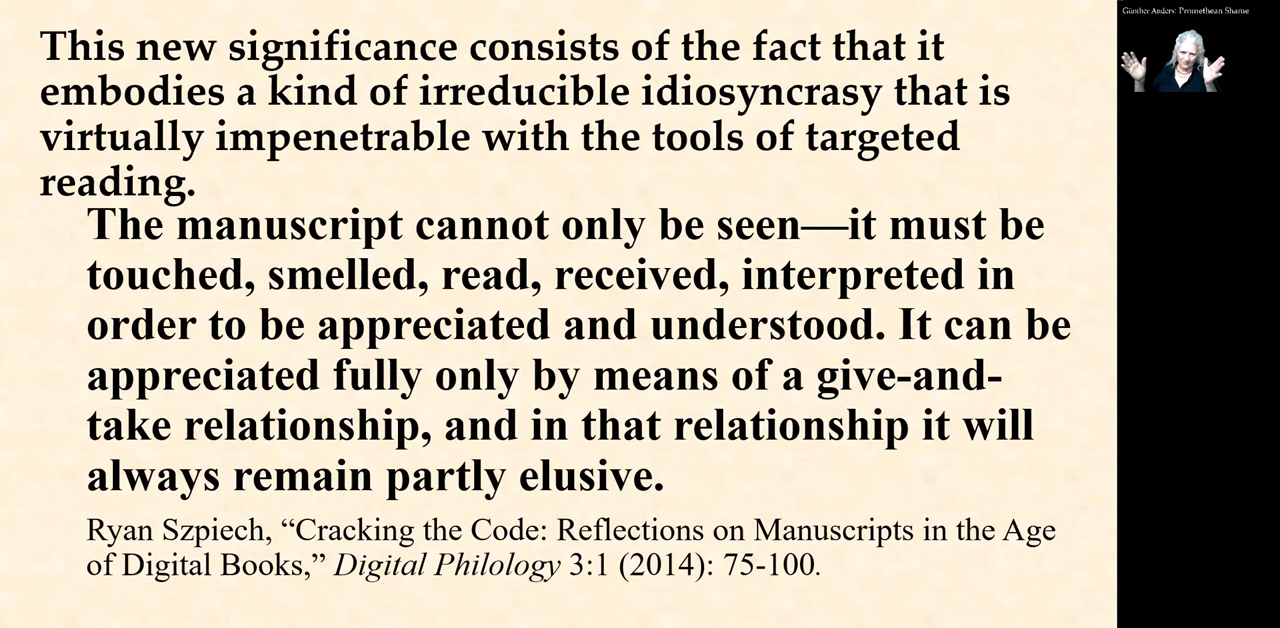 This new significance consists of the fact that it
embodies a kind of irreducible idiosyncrasy that is
virtually impenetrable with the tools of targeted
reading.
The manuscript cannot only be seen—it must be
touched, smelled, read, received, interpreted in
order to be appreciated and understood. It can be
appreciated fully only by means of a give-and-
take relationship, and in that relationship it will
always remain partly elusive.
Ryan Szpiech, “Cracking the Code: Reflections on Manuscripts in the Age
of Digital Books,” Digital Philology 3:1 (2014): 75-100.
Günther Anders: Promethean Shame